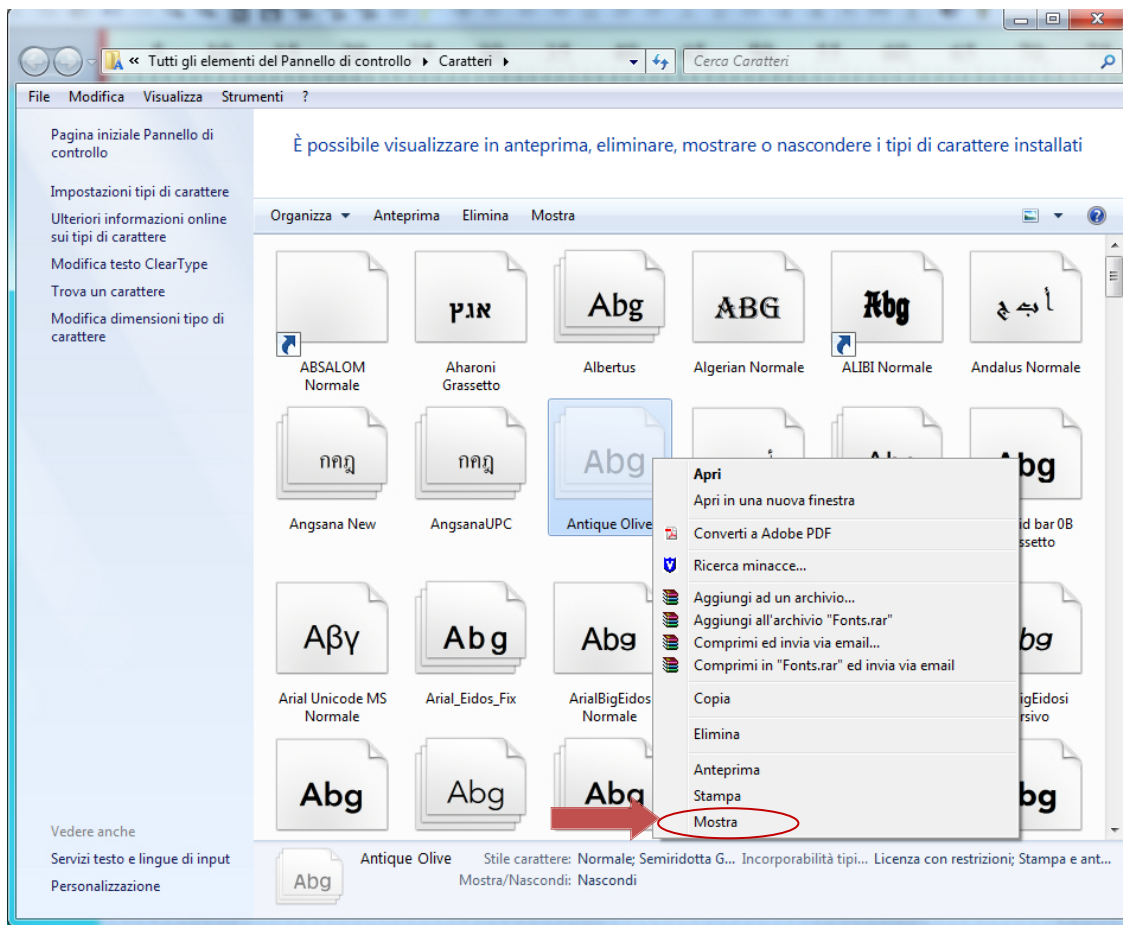 « Tutti gli elementi del Pannello di controllo ▸ Caratteri ▸
Cerca Caratteri
File Modifica Visualizza Strumenti ?
Pagina iniziale Pannello di
controllo
Impostazioni tipi di carattere
Ulteriori informazioni online
sui tipi di carattere
Modifica testo ClearType
Trova un carattere
Modifica dimensioni tipo di
carattere
Vedere anche
Servizi testo e lingue di input
Personalizzazione
È possibile visualizzare in anteprima, eliminare, mostrare o nascondere i tipi di carattere installati
Organizza Anteprima Elimina Mostra
אגץ Abg ABG Abg أبج
ABSALOM
Normale
Aharoni
Grassetto
Albertus
Algerian Normale
ALIBI Normale
Andalus Normale
กคฎ กคฎ Abg
Angsana New
AngsanaUPC
Antique Olive
Αβγ Abg Abg
Arial Unicode MS
Normale
Arial_Eidos_Fix
ArialBigEidos
Normale
Abg Abg Abg
Apri
Apri in una nuova finestra
Converti a Adobe PDF
Ricerca minacce...
Aggiungi ad un archivio...
Aggiungi all'archivio "Fonts.rar"
Comprimi ed invia via email...
Comprimi in "Fonts.rar" ed invia via email
Copia
Elimina
Anteprima
Stampa
Mostra
Abg
Antique Olive Stile carattere: Normale; Semiridotta G... Incorporabilità tipi... Licenza con restrizioni; Stampa e ant...
Mostra/Nascondi: Nascondi